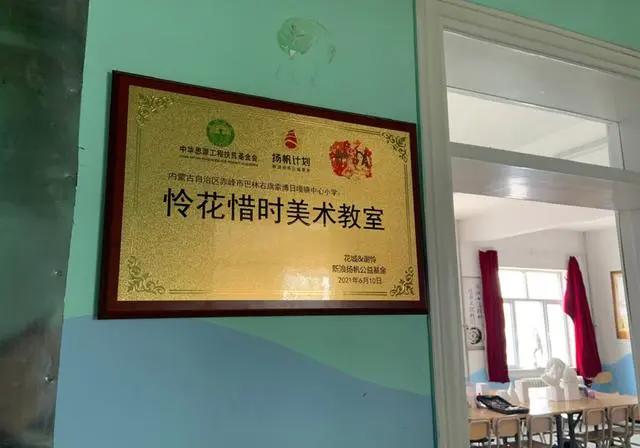 中华思源工程扶贫基金会
扬帆计划
内蒙古自治区赤峰市巴林右旗索博日嘎镇中心小学:
怜花惜时美术教室
花城&谢怜
新浪扬帆公益基金
2021年6月10日